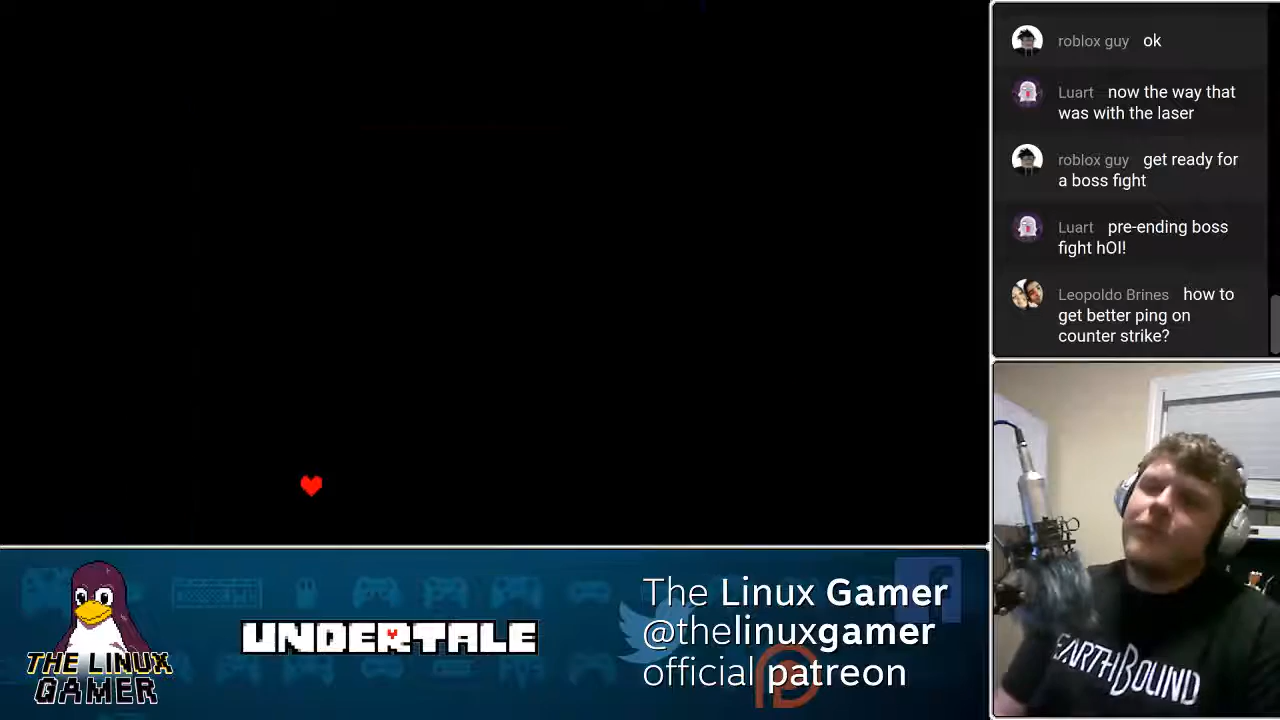 roblox guy ok
Luart now the way that
was with the laser
roblox guy get ready for
a boss fight
Luart pre-ending boss
fight hOI!
Leopoldo Brines how to
get better ping on
counter strike?
EARTHBOUND
THE LINUX
GAMER
UNDERTALE
The Linux Gamer
@thelinuxgamer
official patreon